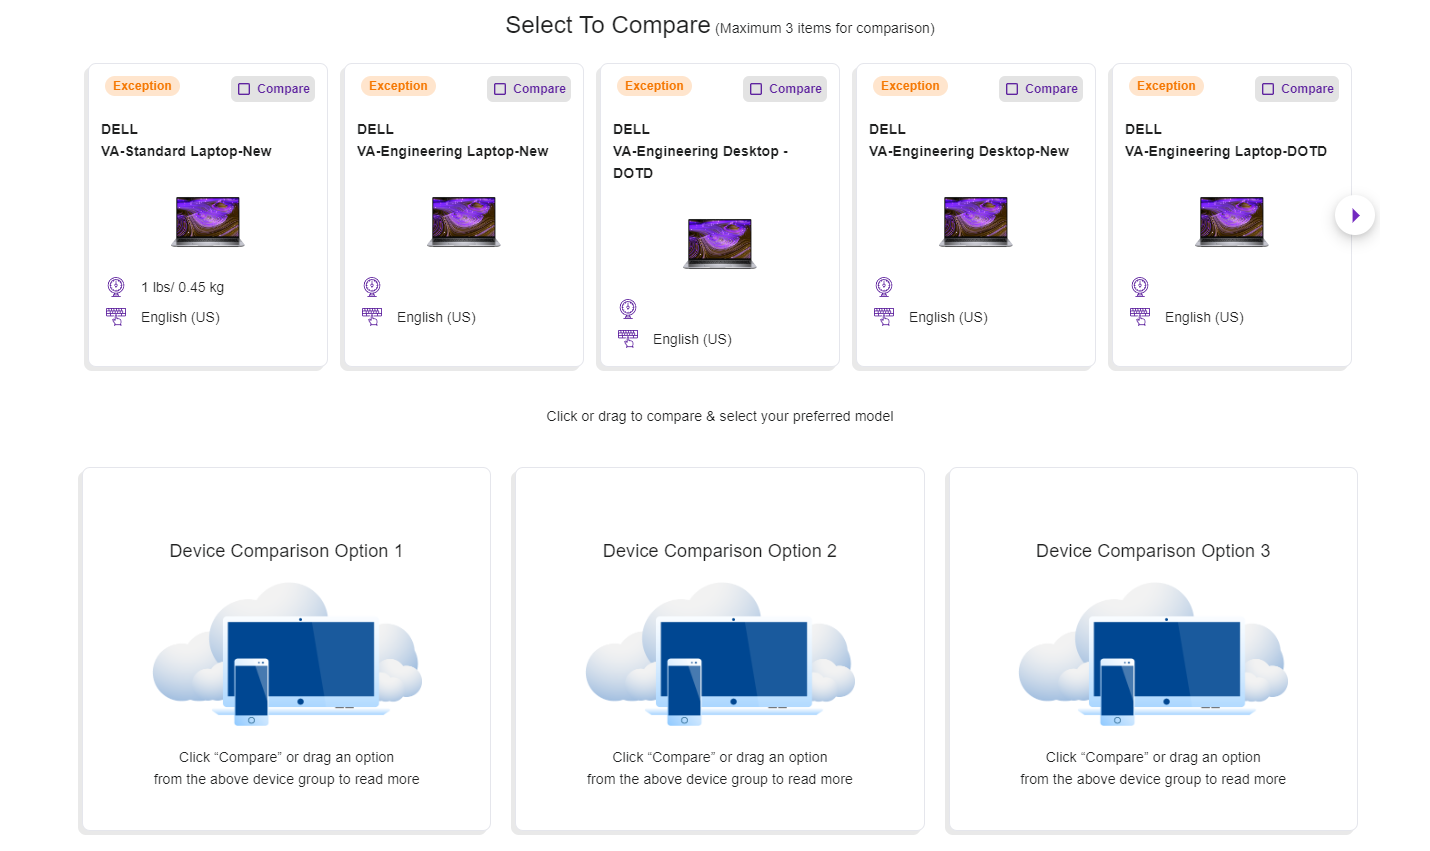 Select To Compare (Maximum 3 items for comparison)
Exception
Compare
DELL
VA-Standard Laptop-New
1 lbs/ 0.45 kg
English (US)
Exception
Compare
DELL
VA-Engineering Laptop-New
English (US)
Exception
Compare
DELL
VA-Engineering Desktop -
DOTD
English (US)
Exception
Compare
DELL
VA-Engineering Desktop-New
English (US)
Exception
Compare
DELL
VA-Engineering Laptop-DOTD
English (US)
Click or drag to compare & select your preferred model
Device Comparison Option 1
Click “Compare” or drag an option
from the above device group to read more
Device Comparison Option 2
Click “Compare” or drag an option
from the above device group to read more
Device Comparison Option 3
Click “Compare” or drag an option
from the above device group to read more